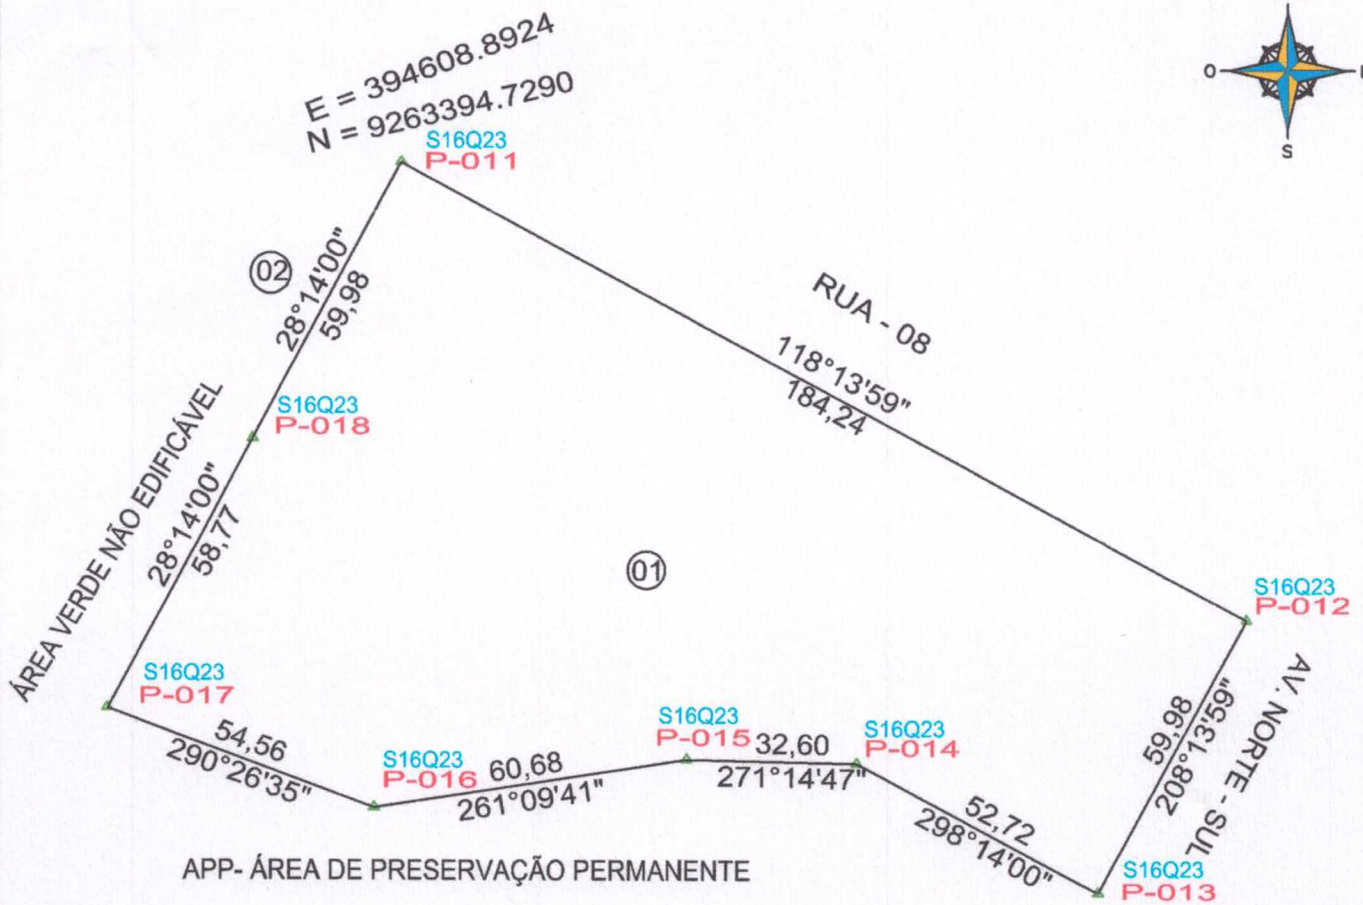 E = 394608.8924
N = 9263394.7290
S16Q23
P-011
O
S
02
28°14'00"
59,98
RUA - 08
118°13'59"
184,24
S16Q23
P-018
ÁREA VERDE NÃO EDIFICÁVEL
28°14'00"
58,77
01
S16Q23
P-012
S16Q23
P-017
54,56
290°26'35"
S16Q23
P-016
60,68
261°09'41"
S16Q23
P-015
32,60
271°14'47"
S16Q23
P-014
59,98
208°13'59"
AV. NORTE - SUL
52,72
298°14'00"
S16Q23
P-013
APP- ÁREA DE PRESERVAÇÃO PERMANENTE